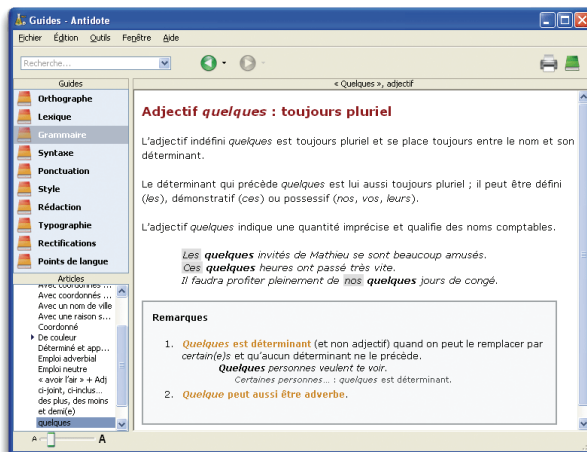 Guides - Antidote
Fichier Édition Outils Fenêtre Aide
Recherche...
Guides
« Quelques », adjectif
Orthographe
Lexique
Grammaire
Syntaxe
Ponctuation
Style
Rédaction
Typographie
Rectifications
Points de langue
Articles
Avec coordonnés ...
Avec coordonnés ...
Avec un nom de ville
Avec une raison s...
Coordonné
De couleur
Déterminé et app...
Emploi adverbial
Emploi neutre
« avoir l'air » + Adj
ci-joint, ci-inclus...
des plus, des moins
et demi(e)
quelques
A A
Adjectif quelques : toujours pluriel
L'adjectif indéfini quelques est toujours pluriel et se place toujours entre le nom et son
déterminant.
Le déterminant qui précède quelques est lui aussi toujours pluriel ; il peut être défini
(les), démonstratif (ces) ou possessif (nos, vos, leurs).
L'adjectif quelques indique une quantité imprécise et qualifie des noms comptables.
Les quelques invités de Mathieu se sont beaucoup amusés.
Ces quelques heures ont passé très vite.
Il faudra profiter pleinement de nos quelques jours de congé.
Remarques
1. Quelques est déterminant (et non adjectif) quand on peut le remplacer par
certain(e)s et qu'aucun déterminant ne le précède.
Quelques personnes veulent te voir.
Certaines personnes... : quelques est déterminant.
2. Quelque peut aussi être adverbe.